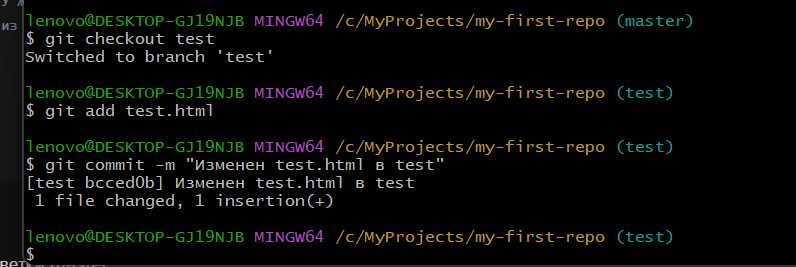 lenovo@DESKTOP-GJ19NJB MINGW64 /c/MyProjects/my-first-repo (master)
$ git checkout test
Switched to branch 'test'
lenovo@DESKTOP-GJ19NJB MINGW64 /c/MyProjects/my-first-repo (test)
$ git add test.html
lenovo@DESKTOP-GJ19NJB MINGW64 /c/MyProjects/my-first-repo (test)
$ git commit -m "Изменен test.html в test"
[test bcced0b] Изменен test.html в test
 1 file changed, 1 insertion(+)
lenovo@DESKTOP-GJ19NJB MINGW64 /c/MyProjects/my-first-repo (test)
$